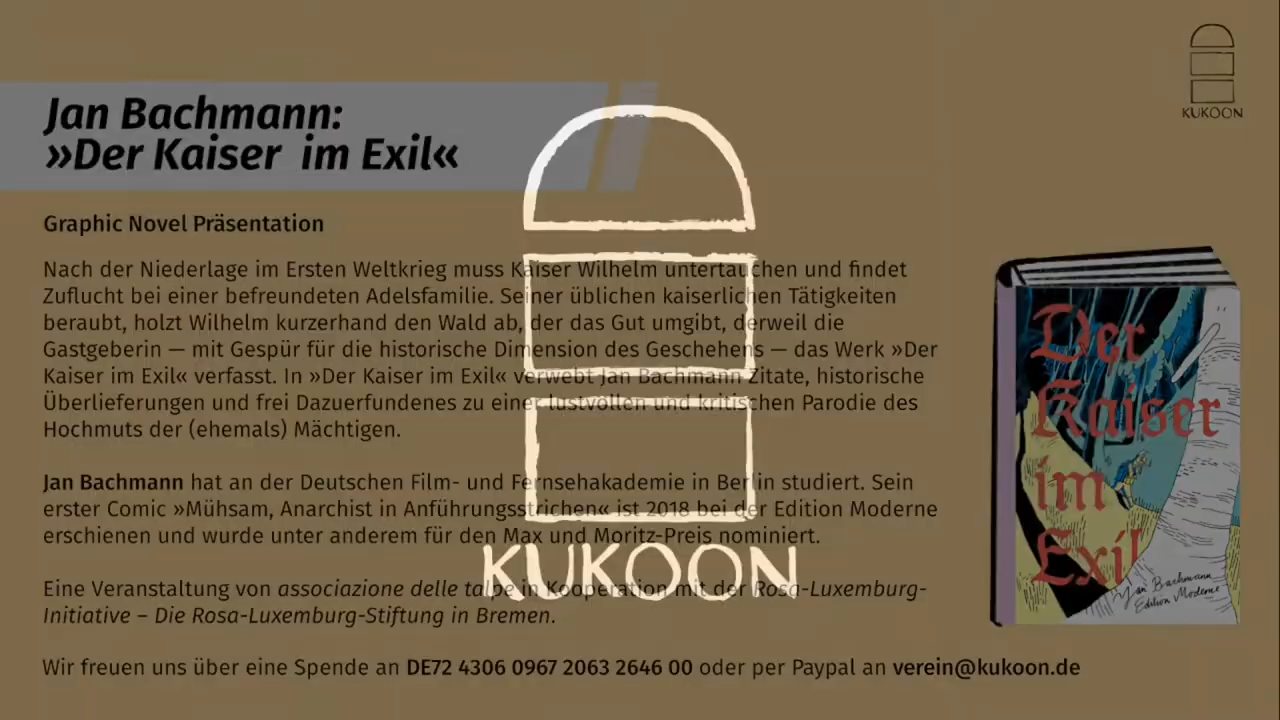 KUKOON
Jan Bachmann:
»Der Kaiser im Exil«
Graphic Novel Präsentation
Nach der Niederlage im Ersten Weltkrieg muss Kaiser Wilhelm untertauchen und findet
Zuflucht bei einer befreundeten Adelsfamilie. Seiner üblichen kaiserlichen Tätigkeiten
beraubt, holzt Wilhelm kurzerhand den Wald ab, der das Gut umgibt, derweil die
Gastgeberin — mit Gespür für die historische Dimension des Geschehens — das Werk »Der
Kaiser im Exil« verfasst. In »Der Kaiser im Exil« verwebt Jan Bachmann Zitate, historische
Überlieferungen und frei Dazuerfundenes zu einer lustvollen und kritischen Parodie des
Hochmuts der (ehemals) Mächtigen.
Jan Bachmann hat an der Deutschen Film- und Fernsehakademie in Berlin studiert. Sein
erster Comic »Mühsam, Anarchist in Anführungsstrichen« ist 2018 bei der Edition Moderne
erschienen und wurde unter anderem für den Max und Moritz-Preis nominiert.
KUKOON
Eine Veranstaltung von associazione delle talpe in Kooperation mit der Rosa-Luxemburg-
Initiative – Die Rosa-Luxemburg-Stiftung in Bremen.
Wir freuen uns über eine Spende an DE72 4306 0967 2063 2646 00 oder per Paypal an verein@kukoon.de
Der
Kaiser
im
Exil
Jan Bachmann
Edition Moderne